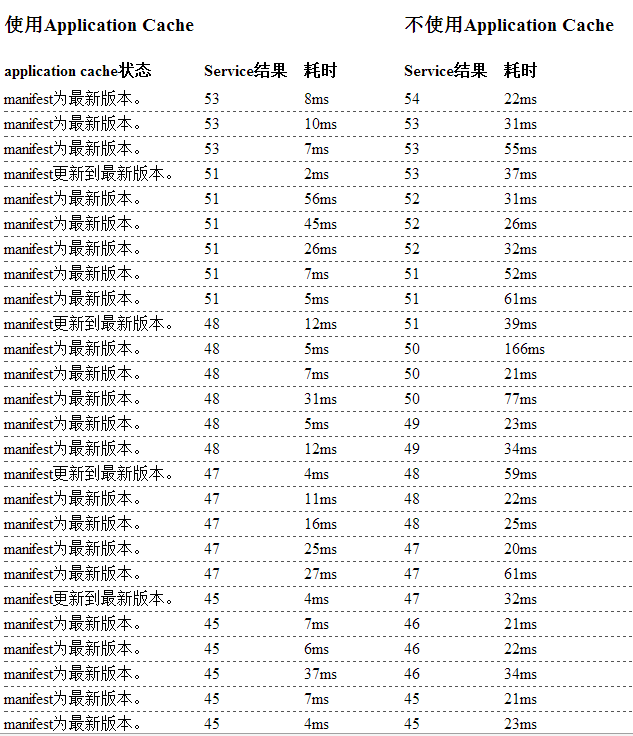 使用Application Cache 不使用Application Cache
application cache状态 Service结果 耗时 Service结果 耗时
manifest为最新版本。 53 8ms 54 22ms
manifest为最新版本。 53 10ms 53 31ms
manifest为最新版本。 53 7ms 53 55ms
manifest更新到最新版本。 51 2ms 53 37ms
manifest为最新版本。 51 56ms 52 31ms
manifest为最新版本。 51 45ms 52 26ms
manifest为最新版本。 51 26ms 52 32ms
manifest为最新版本。 51 7ms 51 52ms
manifest为最新版本。 51 5ms 51 61ms
manifest更新到最新版本。 48 12ms 51 39ms
manifest为最新版本。 48 5ms 50 166ms
manifest为最新版本。 48 7ms 50 21ms
manifest为最新版本。 48 31ms 50 77ms
manifest为最新版本。 48 5ms 49 23ms
manifest为最新版本。 48 12ms 49 34ms
manifest更新到最新版本。 47 4ms 48 59ms
manifest为最新版本。 47 11ms 48 22ms
manifest为最新版本。 47 16ms 48 25ms
manifest为最新版本。 47 25ms 47 20ms
manifest为最新版本。 47 27ms 47 61ms
manifest更新到最新版本。 45 4ms 47 32ms
manifest为最新版本。 45 7ms 46 21ms
manifest为最新版本。 45 6ms 46 22ms
manifest为最新版本。 45 37ms 46 34ms
manifest为最新版本。 45 7ms 45 21ms
manifest为最新版本。 45 4ms 45 23ms